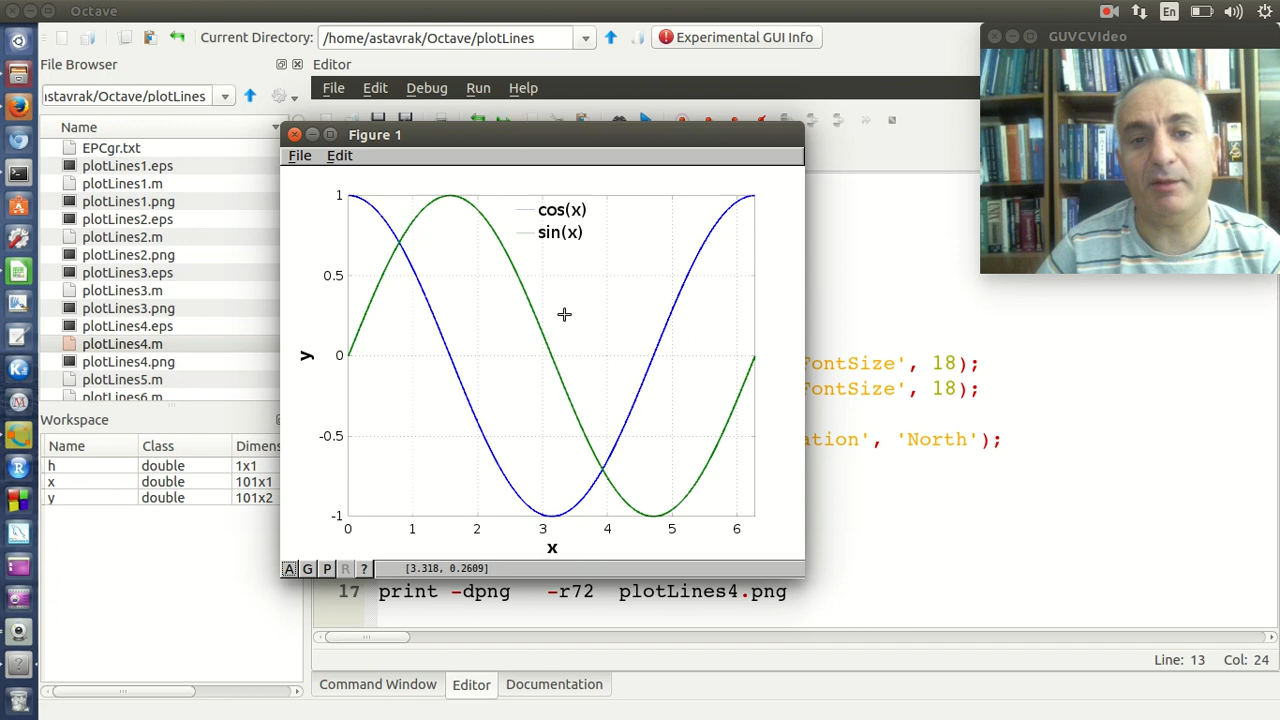 Octave
En
Current Directory: /home/astavrak/Octave/plotLines
Experimental GUI Info
GUVCVIdeo
File Browser
Editor
astavrak/Octave/plotLines
File Edit Debug Run Help
Name
EPCgr.txt
plotLines1.eps
plotLines1.m
plotLines1.png
plotLines2.eps
plotLines2.m
plotLines2.png
plotLines3.eps
plotLines3.m
plotLines3.png
plotLines4.eps
plotLines4.m
plotLines4.png
plotLines5.m
plotLines6.m
Workspace
Name Class Dimens
h double 1x1
x double 101x1
y double 101x2
Figure 1
File Edit
cos(x)
sin(x)
1
0.5
0
-0.5
-1
y
0 1 2 3 4 5 6
x
A G P R ? [3.318, 0.2609]
FontSize', 18);
FontSize', 18);
ation', 'North');
17 print -dpng -r72 plotLines4.png
Line: 13 Col: 24
Command Window Editor Documentation